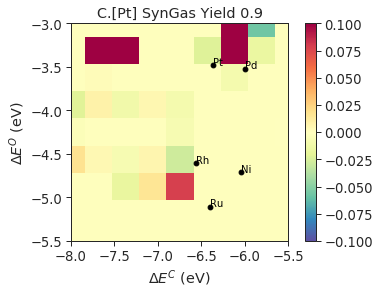 C.[Pt] SynGas Yield 0.9
−3.0
−3.5
−4.0
−4.5
−5.0
−5.5
ΔE^O (eV)
Pt
Pd
Rh
Ni
Ru
−8.0 −7.5 −7.0 −6.5 −6.0 −5.5
ΔE^C (eV)
0.100
0.075
0.050
0.025
0.000
−0.025
−0.050
−0.075
−0.100